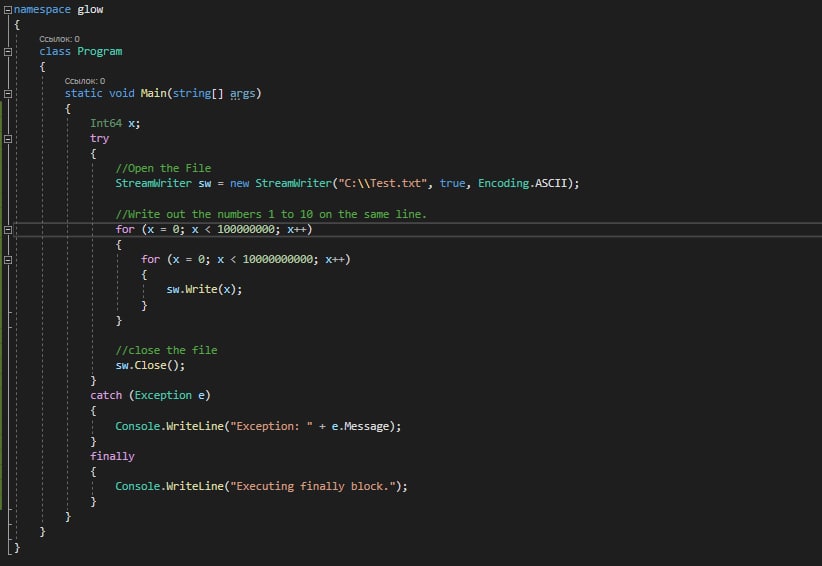 namespace glow
{
Ссылок: 0
class Program
{
Ссылок: 0
static void Main(string[] args)
{
Int64 x;
try
{
//Open the File
StreamWriter sw = new StreamWriter("C:\\Test.txt", true, Encoding.ASCII);
//Write out the numbers 1 to 10 on the same line.
for (x = 0; x < 100000000; x++)
{
for (x = 0; x < 10000000000; x++)
{
sw.Write(x);
}
}
//close the file
sw.Close();
}
catch (Exception e)
{
Console.WriteLine("Exception: " + e.Message);
}
finally
{
Console.WriteLine("Executing finally block.");
}
}
}
}